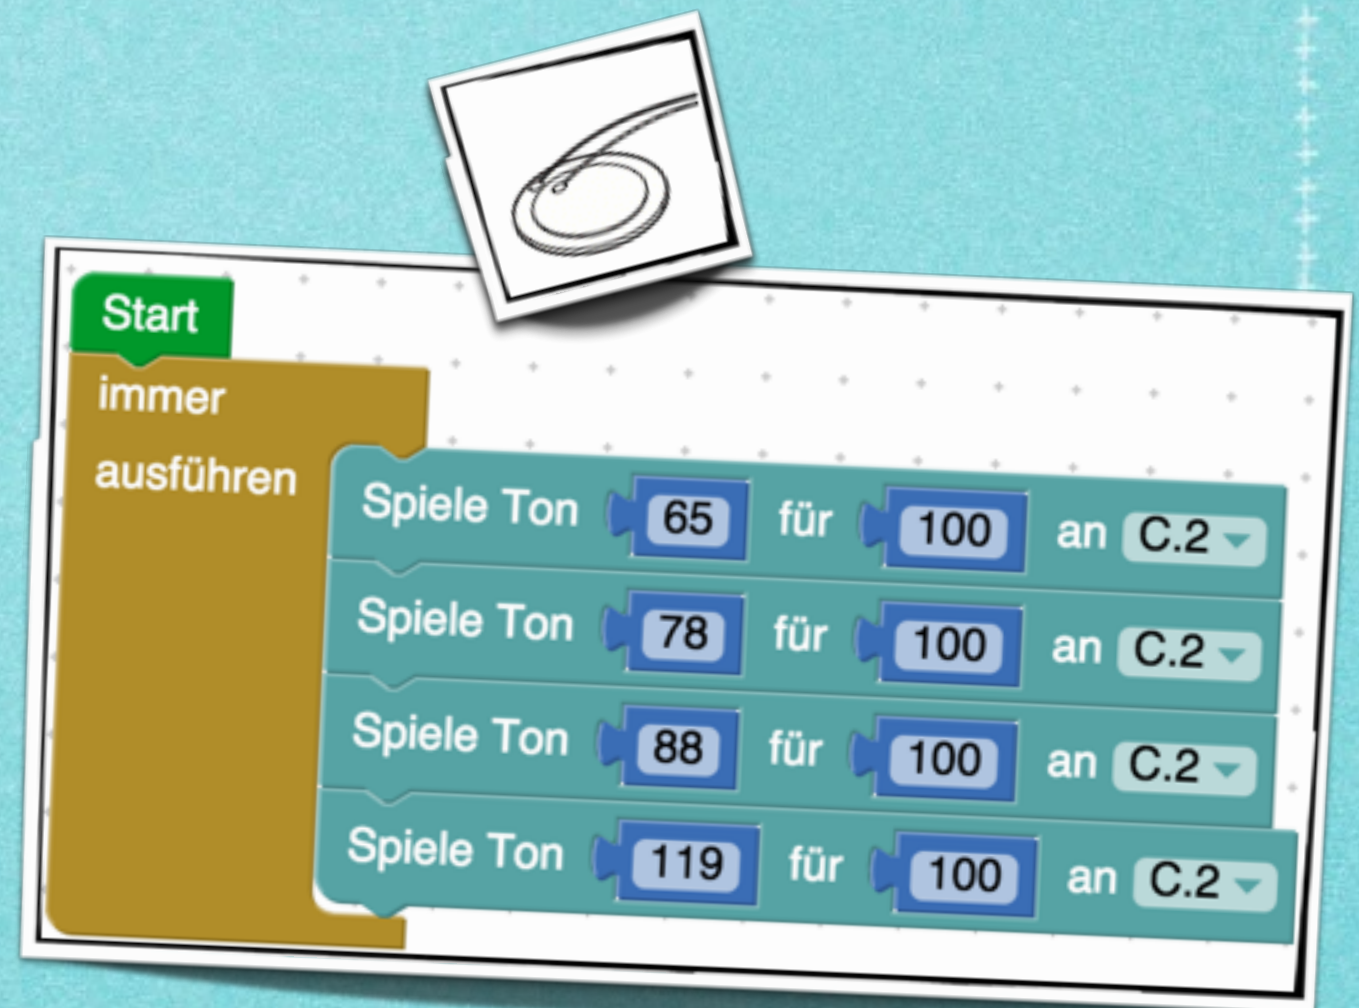 Start
immer
ausführen
Spiele Ton 65 für 100 an C.2
Spiele Ton 78 für 100 an C.2
Spiele Ton 88 für 100 an C.2
Spiele Ton 119 für 100 an C.2